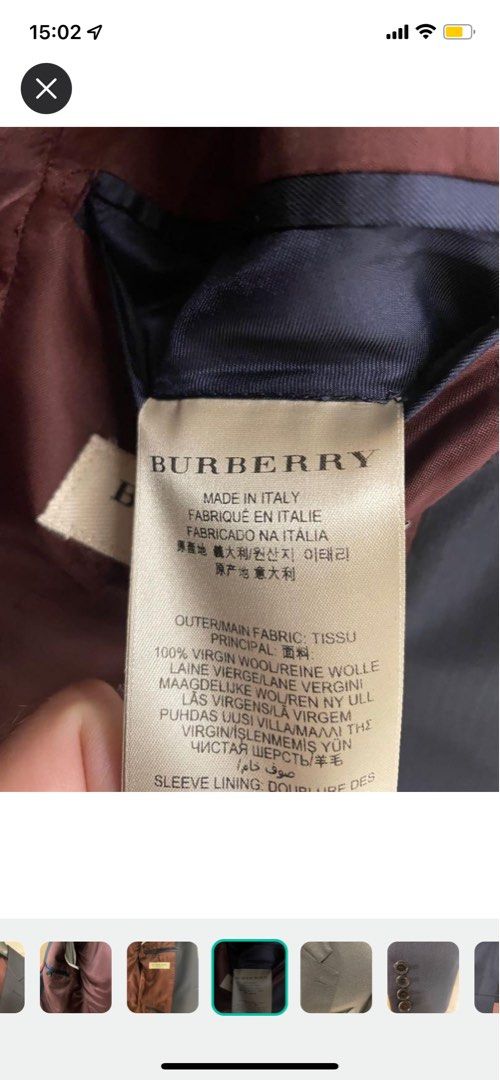 15:02
BURBERRY
MADE IN ITALY
FABRIQUÉ EN ITALIE
FABRICADO NA ITÁLIA
原產地 義大利/원산지 이태리
原产地 意大利
OUTER/MAIN FABRIC: TISSU
PRINCIPAL: 面料:
100% VIRGIN WOOL/REINE WOLLE
LAINE VIERGE/LANE VERGINI
MAAGDELIJKE WOL/REN NY ULL
LÃS VIRGENS/LÃ VIRGEM
PUHDAS UUSI VILLA/ΜΑΛΛΙ ΤΗΣ
VIRGIN/İŞLENMEMİŞ YÜN
ЧИСТАЯ ШЕРСТЬ/羊毛
صوف خام/
SLEEVE LINING: DOUBLURE DES
B